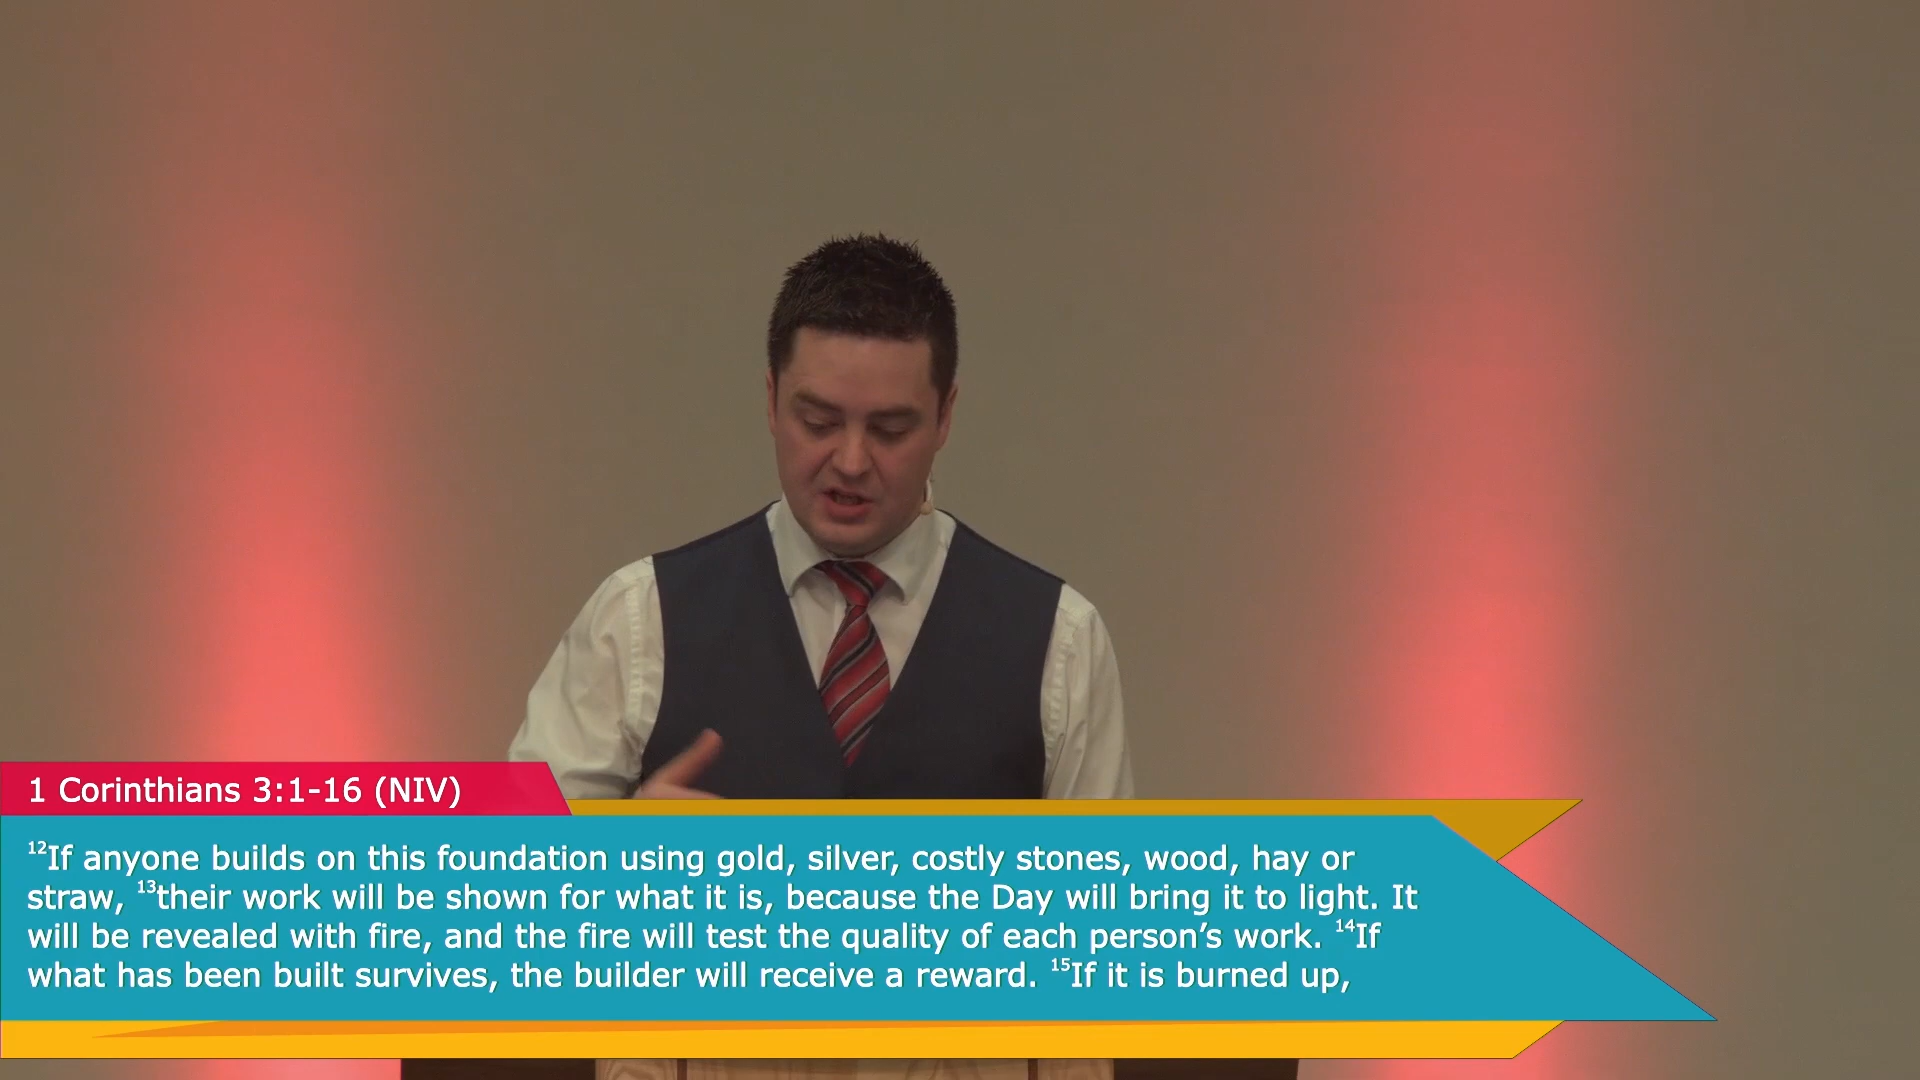 1 Corinthians 3:1-16 (NIV)
¹²If anyone builds on this foundation using gold, silver, costly stones, wood, hay or
straw, ¹³their work will be shown for what it is, because the Day will bring it to light. It
will be revealed with fire, and the fire will test the quality of each person’s work. ¹⁴If
what has been built survives, the builder will receive a reward. ¹⁵If it is burned up,